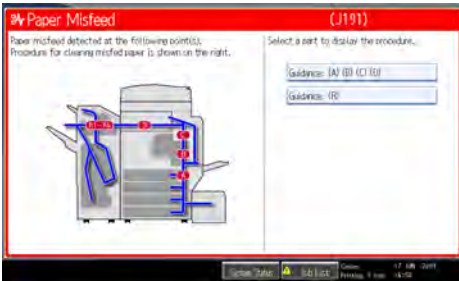 Paper Misfeed
(J191)
Paper misfeed detected at the following point(s).
Procedure for clearing misfed paper is shown on the right.
Select a part to display the procedure.
Guidance: (A) (B) (C) (D)
Guidance: (R)
D
C
B
A
System Status
Job List